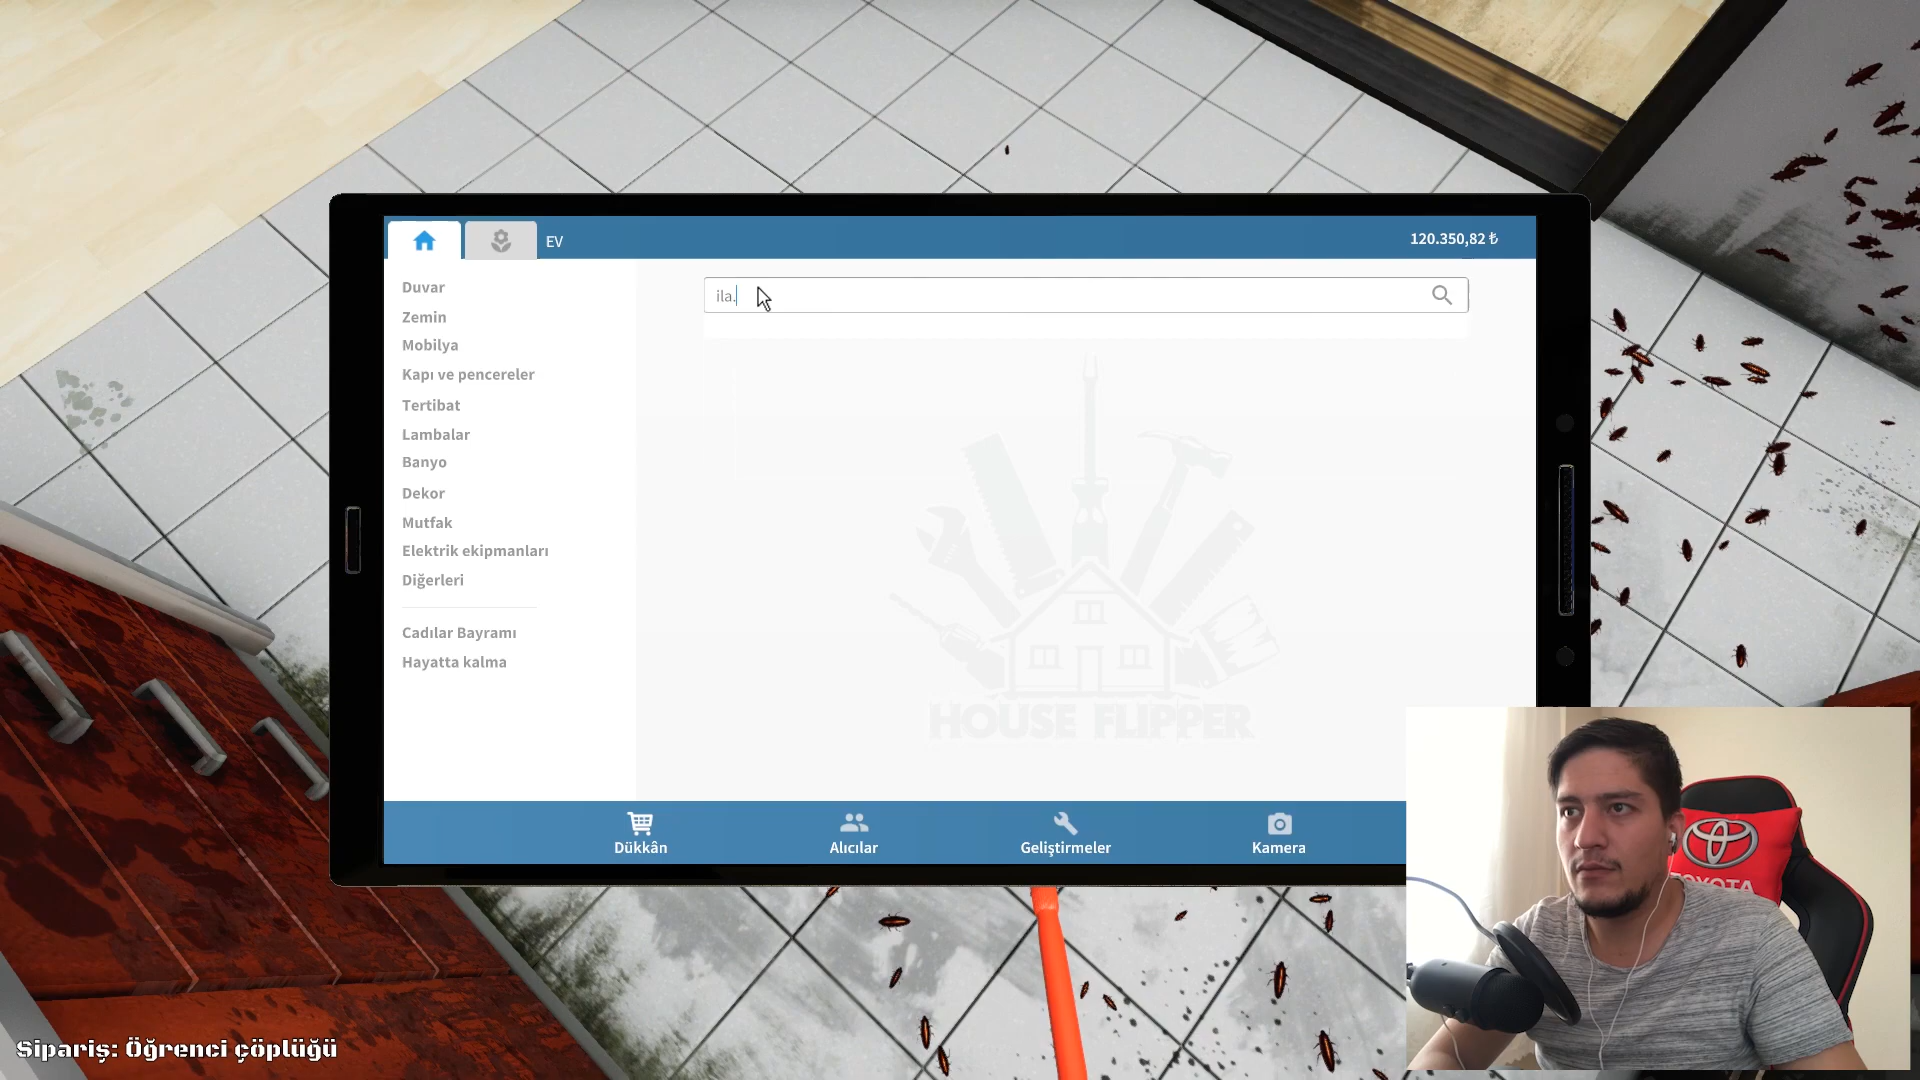 EV
120.350,82 ₺
ila.
Duvar
Zemin
Mobilya
Kapı ve pencereler
Tertibat
Lambalar
Banyo
Dekor
Mutfak
Elektrik ekipmanları
Diğerleri
Cadılar Bayramı
Hayatta kalma
HOUSE FLIPPER
Dükkân
Alıcılar
Geliştirmeler
Kamera
TOYOTA
Sipariş: Öğrenci çöplüğü